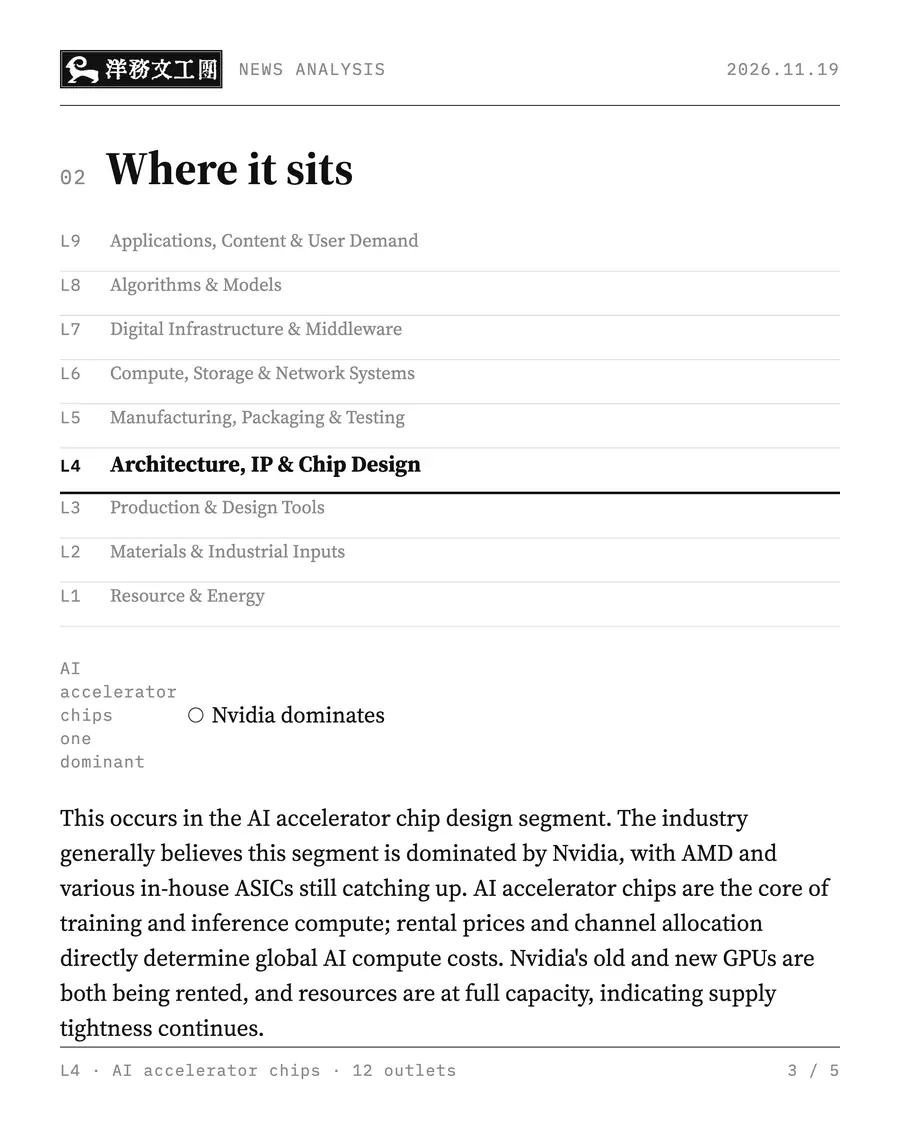 洋務文工團 NEWS ANALYSIS 2026.11.19
02 Where it sits
L9 Applications, Content & User Demand
L8 Algorithms & Models
L7 Digital Infrastructure & Middleware
L6 Compute, Storage & Network Systems
L5 Manufacturing, Packaging & Testing
L4 Architecture, IP & Chip Design
L3 Production & Design Tools
L2 Materials & Industrial Inputs
L1 Resource & Energy
AI
accelerator
chips
one
dominant
○ Nvidia dominates
This occurs in the AI accelerator chip design segment. The industry
generally believes this segment is dominated by Nvidia, with AMD and
various in-house ASICs still catching up. AI accelerator chips are the core of
training and inference compute; rental prices and channel allocation
directly determine global AI compute costs. Nvidia's old and new GPUs are
both being rented, and resources are at full capacity, indicating supply
tightness continues.
L4 · AI accelerator chips · 12 outlets 3 / 5